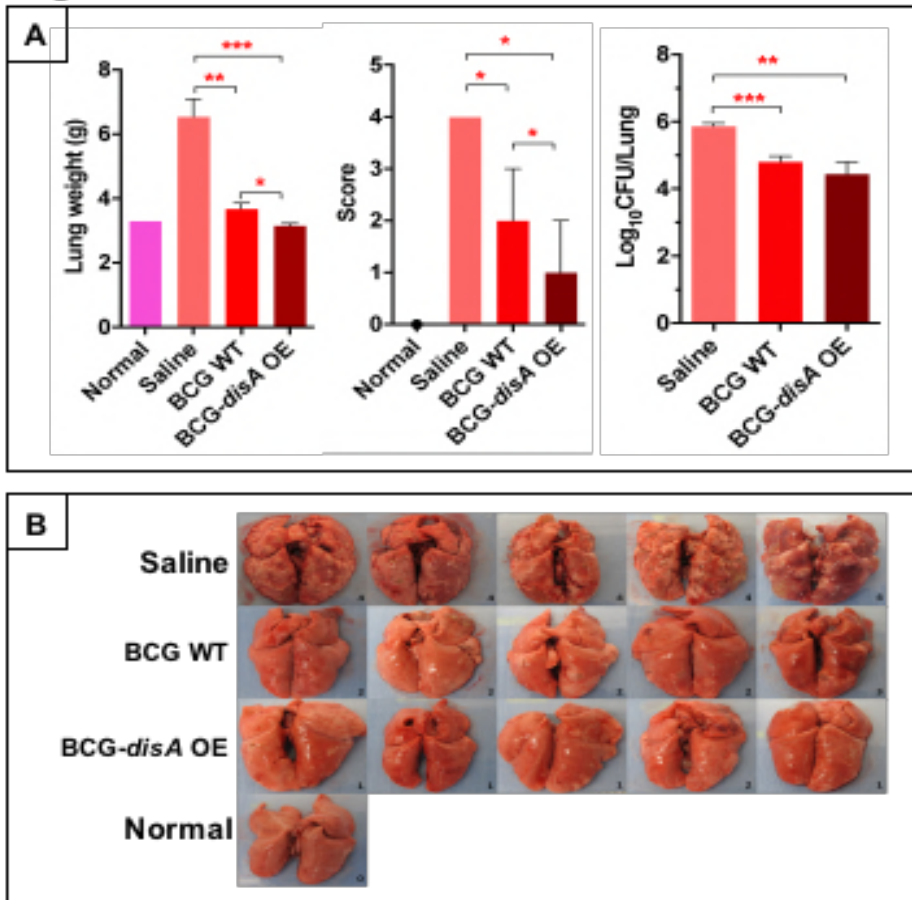 A
Lung weight (g)
8
6
4
2
0
***
**
*
Normal
Saline
BCG WT
BCG-disA OE
Score
5
4
3
2
1
0
*
*
*
Normal
Saline
BCG WT
BCG-disA OE
Log10CFU/Lung
8
6
4
2
0
**
***
Saline
BCG WT
BCG-disA OE
B
Saline
BCG WT
BCG-disA OE
Normal